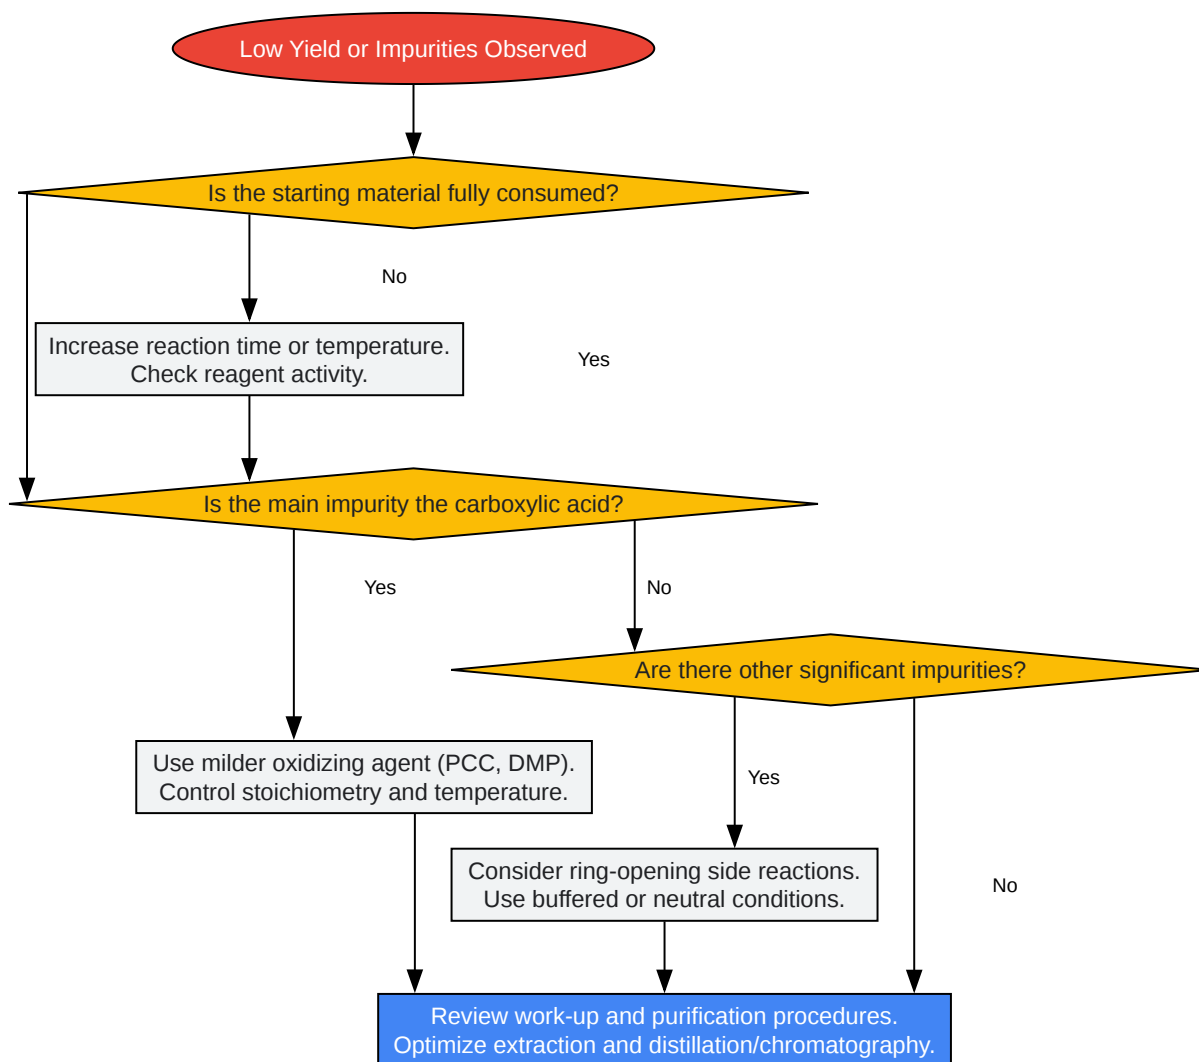 Low Yield or Impurities Observed
Is the starting material fully consumed?
No
Increase reaction time or temperature.
Check reagent activity.
Yes
Is the main impurity the carboxylic acid?
Yes
No
Are there other significant impurities?
Use milder oxidizing agent (PCC, DMP).
Control stoichiometry and temperature.
Yes
Consider ring-opening side reactions.
Use buffered or neutral conditions.
No
Review work-up and purification procedures.
Optimize extraction and distillation/chromatography.